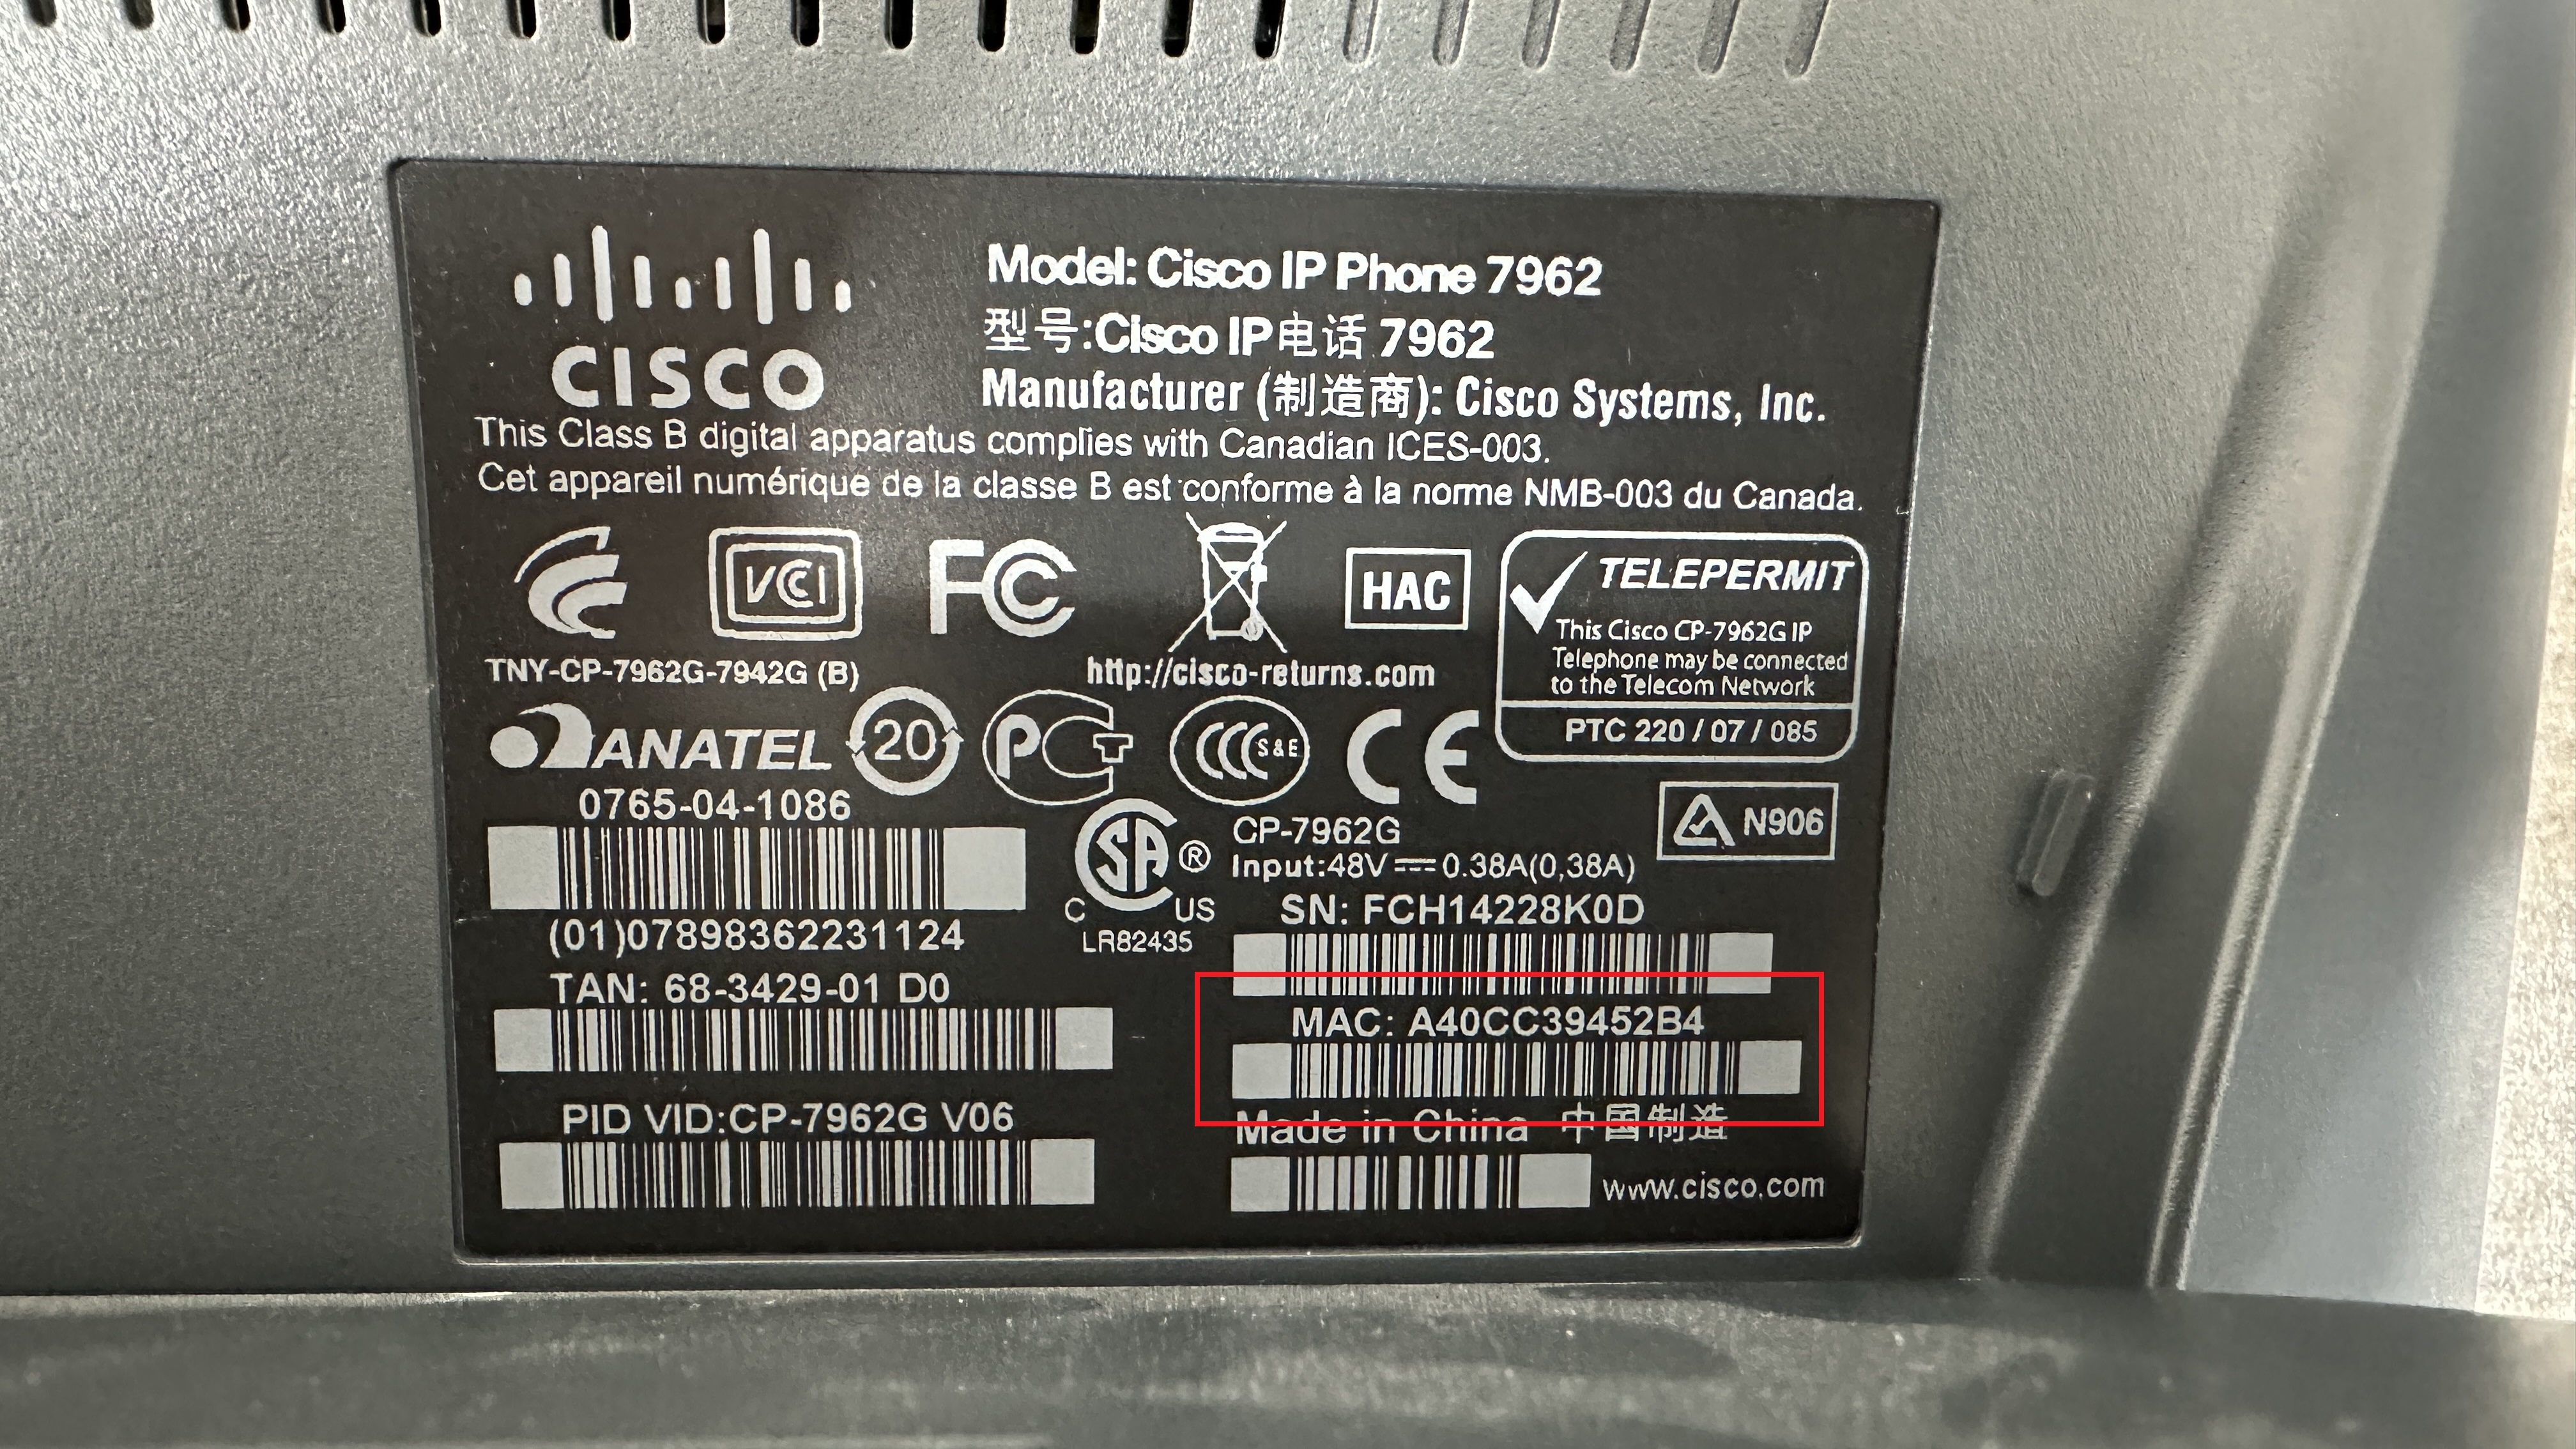 CISCO
Model: Cisco IP Phone 7962
型号:Cisco IP电话 7962
Manufacturer (制造商): Cisco Systems, Inc.
This Class B digital apparatus complies with Canadian ICES-003.
Cet appareil numérique de la classe B est conforme à la norme NMB-003 du Canada.
VCCI
FC
HAC
TELEPERMIT
This Cisco CP-7962G IP
Telephone may be connected
to the Telecom Network
PTC 220 / 07 / 085
TNY-CP-7962G-7942G (B)
http://cisco-returns.com
ANATEL
20
PCT
CCC S&E
CE
0765-04-1086
(01)07898362231124
SA ®
C US
LR82435
CP-7962G
Input:48V⎓0.38A(0,38A)
N906
SN: FCH14228K0D
TAN: 68-3429-01 D0
MAC: A40CC39452B4
PID VID:CP-7962G V06
Made in China 中国制造
www.cisco.com